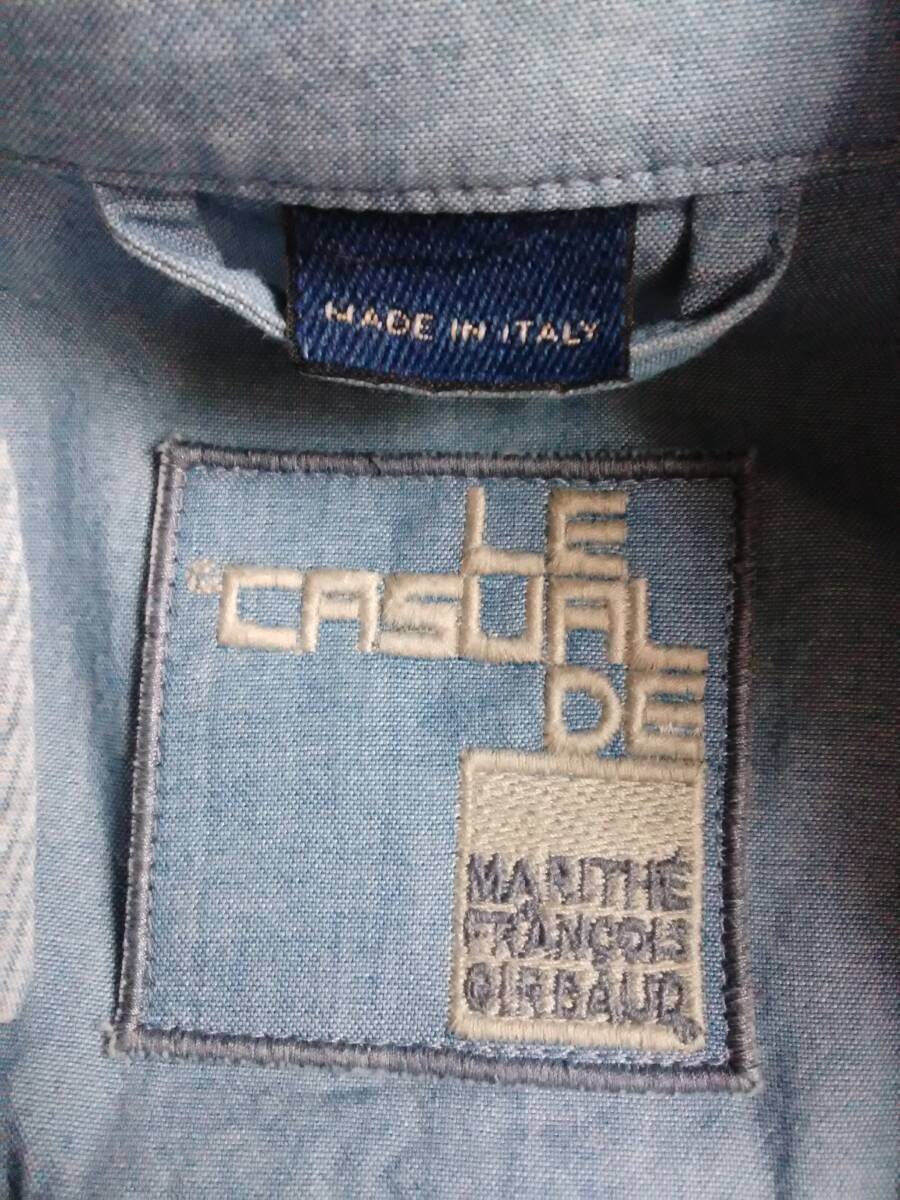 MADE IN ITALY
LE
®CASUAL
DE
MARITHÉ
FRANÇOIS
GIRBAUD